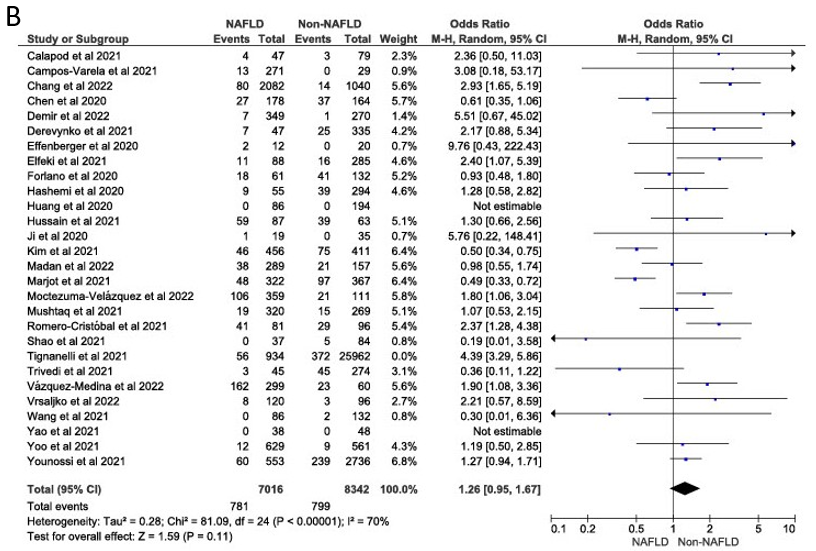 B
NAFLD Non-NAFLD Odds Ratio Odds Ratio
Study or Subgroup Events Total Events Total Weight M-H, Random, 95% CI M-H, Random, 95% CI
Calapod et al 2021 4 47 3 79 2.3% 2.36 [0.50, 11.03]
Campos-Varela et al 2021 13 271 0 29 0.9% 3.08 [0.18, 53.17]
Chang et al 2022 80 2082 14 1040 5.6% 2.93 [1.65, 5.19]
Chen et al 2020 27 178 37 164 5.8% 0.61 [0.35, 1.06]
Demir et al 2022 7 349 1 270 1.4% 5.51 [0.67, 45.02]
Derevynko et al 2021 7 47 25 335 4.2% 2.17 [0.88, 5.34]
Effenberger et al 2020 2 12 0 20 0.7% 9.76 [0.43, 222.43]
Elfeki et al 2021 11 88 16 285 4.6% 2.40 [1.07, 5.39]
Forlano et al 2020 18 61 41 132 5.2% 0.93 [0.48, 1.80]
Hashemi et al 2020 9 55 39 294 4.6% 1.28 [0.58, 2.82]
Huang et al 2020 0 86 0 194 Not estimable
Hussain et al 2021 59 87 39 63 5.1% 1.30 [0.66, 2.56]
Ji et al 2020 1 19 0 35 0.7% 5.76 [0.22, 148.41]
Kim et al 2021 46 456 75 411 6.4% 0.50 [0.34, 0.75]
Madan et al 2022 38 289 21 157 5.6% 0.98 [0.55, 1.74]
Marjot et al 2021 48 322 97 367 6.4% 0.49 [0.33, 0.72]
Moctezuma-Velázquez et al 2022 106 359 21 111 5.8% 1.80 [1.06, 3.04]
Mushtaq et al 2021 19 320 15 269 5.0% 1.07 [0.53, 2.15]
Romero-Cristóbal et al 2021 41 81 29 96 5.4% 2.37 [1.28, 4.38]
Shao et al 2021 0 37 5 84 0.8% 0.19 [0.01, 3.58]
Tignanelli et al 2021 56 934 372 25962 0.0% 4.39 [3.29, 5.86]
Trivedi et al 2021 3 45 45 274 3.1% 0.36 [0.11, 1.22]
Vázquez-Medina et al 2022 162 299 23 60 5.6% 1.90 [1.08, 3.36]
Vrsaljko et al 2022 8 120 3 96 2.7% 2.21 [0.57, 8.59]
Wang et al 2021 0 86 2 132 0.8% 0.30 [0.01, 6.36]
Yao et al 2021 0 38 0 48 Not estimable
Yoo et al 2021 12 629 9 561 4.3% 1.19 [0.50, 2.85]
Younossi et al 2021 60 553 239 2736 6.8% 1.27 [0.94, 1.71]
Total (95% CI) 7016 8342 100.0% 1.26 [0.95, 1.67]
Total events 781 799
Heterogeneity: Tau² = 0.28; Chi² = 81.09, df = 24 (P < 0.00001); I² = 70%
Test for overall effect: Z = 1.59 (P = 0.11)
0.1 0.2 0.5 1 2 5 10
NAFLD Non-NAFLD